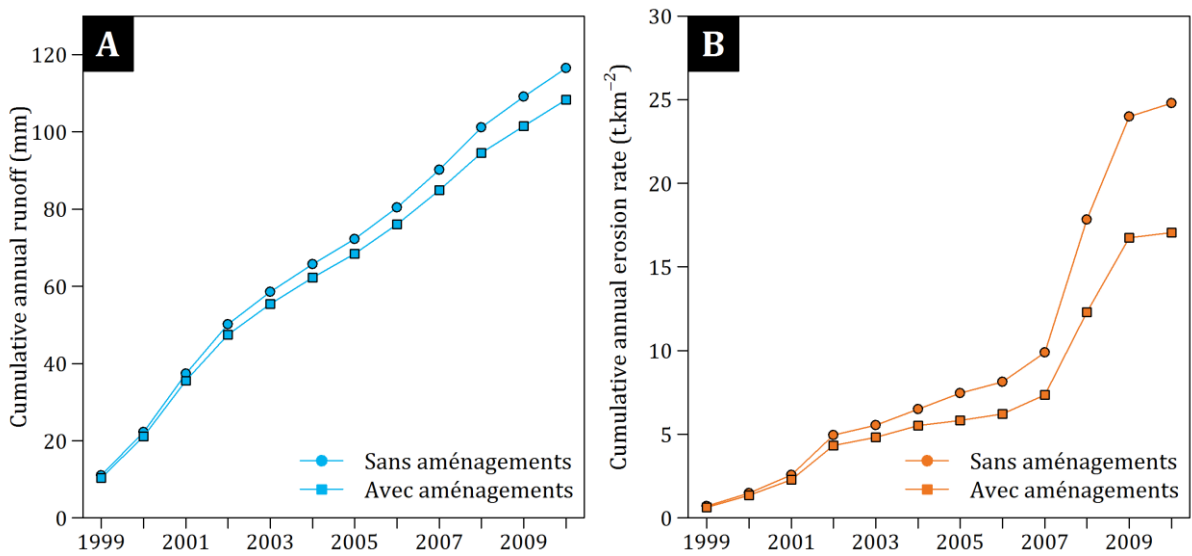 A
Cumulative annual runoff (mm)
120
100
80
60
40
20
0
Sans aménagements
Avec aménagements
1999 2001 2003 2005 2007 2009
B
Cumulative annual erosion rate (t.km⁻²)
30
25
20
15
10
5
0
Sans aménagements
Avec aménagements
1999 2001 2003 2005 2007 2009